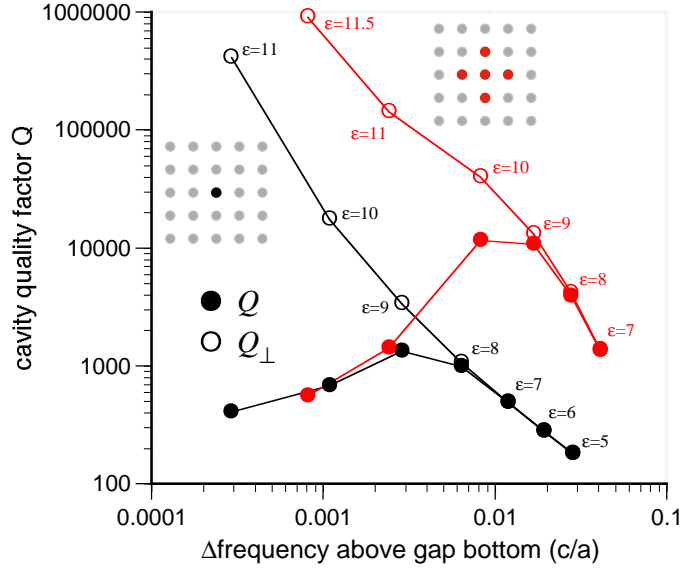 1000000
100000
10000
1000
100
cavity quality factor Q
ε=11
ε=11.5
ε=11
ε=10
ε=10
ε=9
ε=9
ε=8
ε=8
ε=7
ε=7
ε=6
ε=5
Q
Q⊥
0.0001
0.001
0.01
0.1
Δfrequency above gap bottom (c/a)